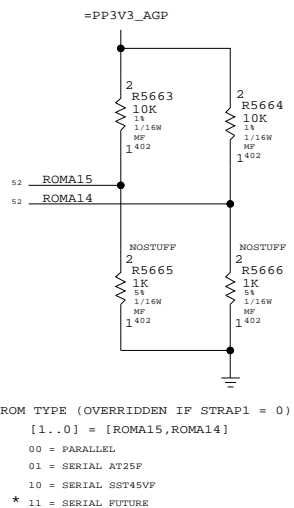 =PP3V3_AGP
2 2
R5663 R5664
10K 10K
1% 1%
1/16W 1/16W
MF MF
1 402 1 402
52 ROMA15
52 ROMA14
NOSTUFF NOSTUFF
2 2
R5665 R5666
1K 1K
5% 5%
1/16W 1/16W
MF MF
1 402 1 402
ROM TYPE (OVERRIDDEN IF STRAP1 = 0)
[1..0] = [ROMA15,ROMA14]
00 = PARALLEL
01 = SERIAL AT25F
10 = SERIAL SST45VF
* 11 = SERIAL FUTURE